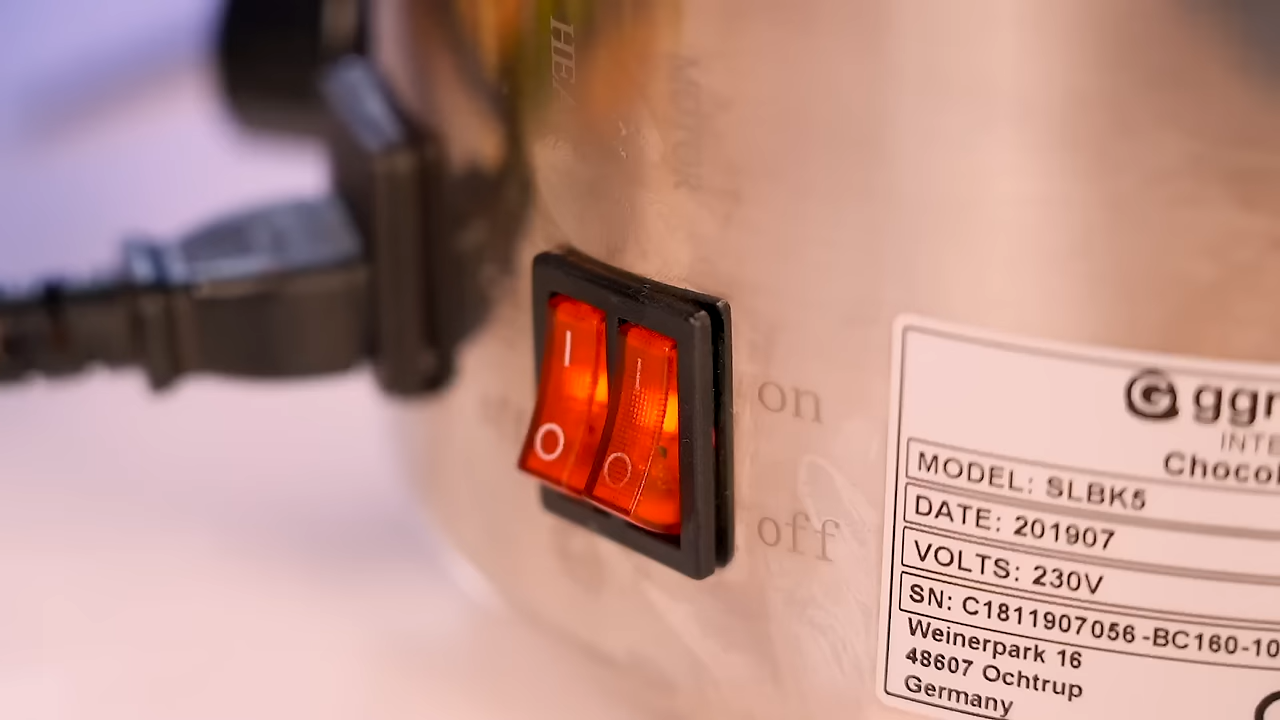 I
I
O
O
on
off
ggr
INTE
Chocol
MODEL: SLBK5
DATE: 201907
VOLTS: 230V
SN: C1811907056-BC160-10
Weinerpark 16
48607 Ochtrup
Germany